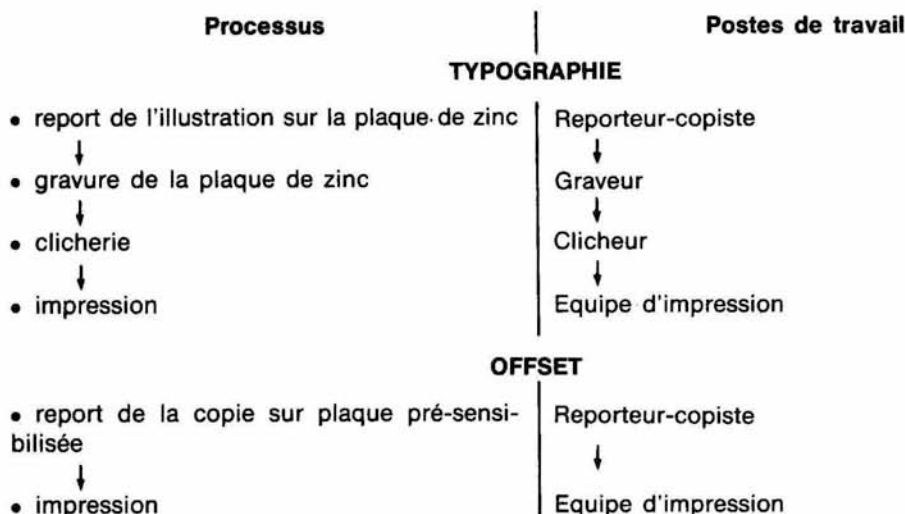 Processus Postes de travail
TYPOGRAPHIE
• report de l'illustration sur la plaque de zinc Reporteur-copiste
• gravure de la plaque de zinc Graveur
• clicherie Clicheur
• impression Equipe d'impression
OFFSET
• report de la copie sur plaque pré-sensi- Reporteur-copiste
bilisée
• impression Equipe d'impression